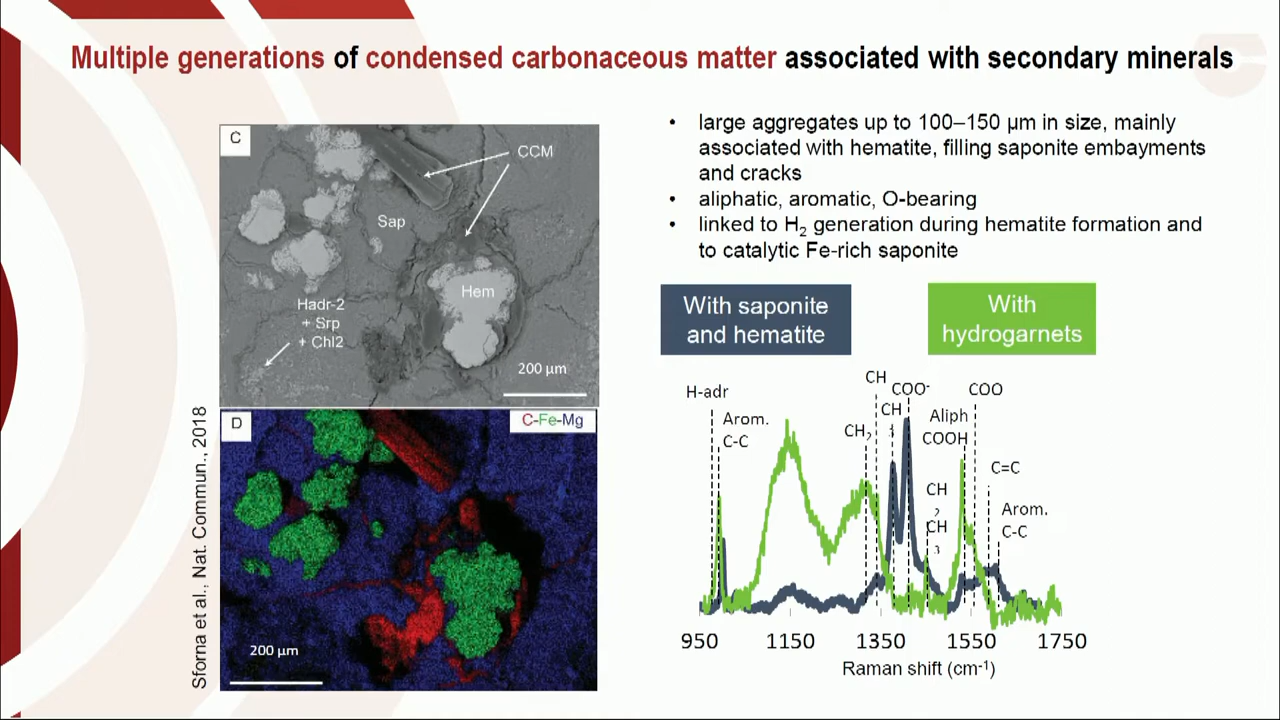 Multiple generations of condensed carbonaceous matter associated with secondary minerals
C
CCM
Sap
Hem
Hadr-2
+ Srp
+ Chl2
200 µm
D
C-Fe-Mg
200 µm
Sforna et al., Nat. Commun., 2018
• large aggregates up to 100–150 µm in size, mainly
associated with hematite, filling saponite embayments
and cracks
• aliphatic, aromatic, O-bearing
• linked to H2 generation during hematite formation and
to catalytic Fe-rich saponite
With saponite
and hematite
With
hydrogarnets
H-adr
Arom.
C-C
CH2
CH
CH
COO-
Aliph
COOH
COO
CH
2
CH
3
C=C
Arom.
C-C
950 1150 1350 1550 1750
Raman shift (cm-1)